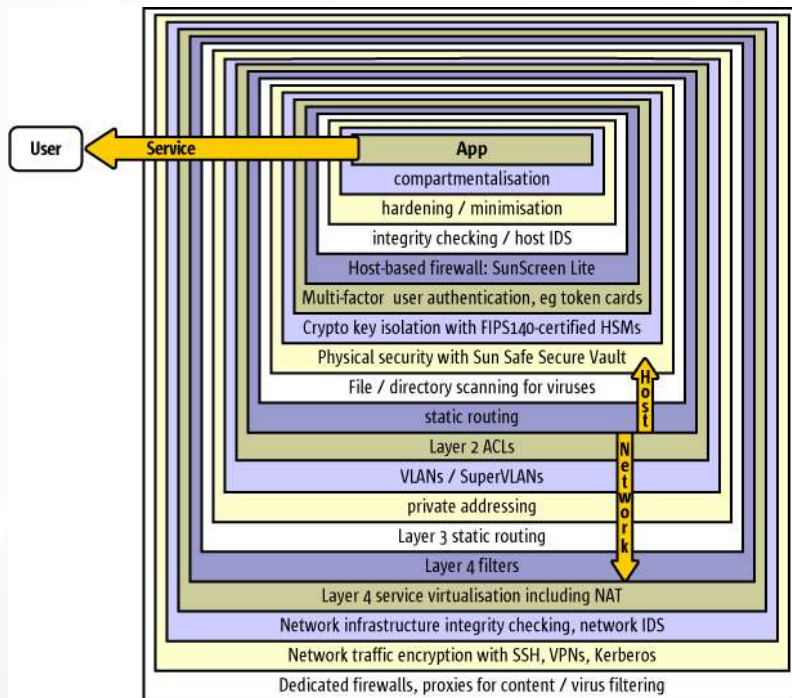 User
Service
App
compartmentalisation
hardening / minimisation
integrity checking / host IDS
Host-based firewall: SunScreen Lite
Multi-factor user authentication, eg token cards
Crypto key isolation with FIPS140-certified HSMs
Physical security with Sun Safe Secure Vault
File / directory scanning for viruses
Host
static routing
Layer 2 ACLs
Network
VLANs / SuperVLANs
private addressing
Layer 3 static routing
Layer 4 filters
Layer 4 service virtualisation including NAT
Network infrastructure integrity checking, network IDS
Network traffic encryption with SSH, VPNs, Kerberos
Dedicated firewalls, proxies for content / virus filtering